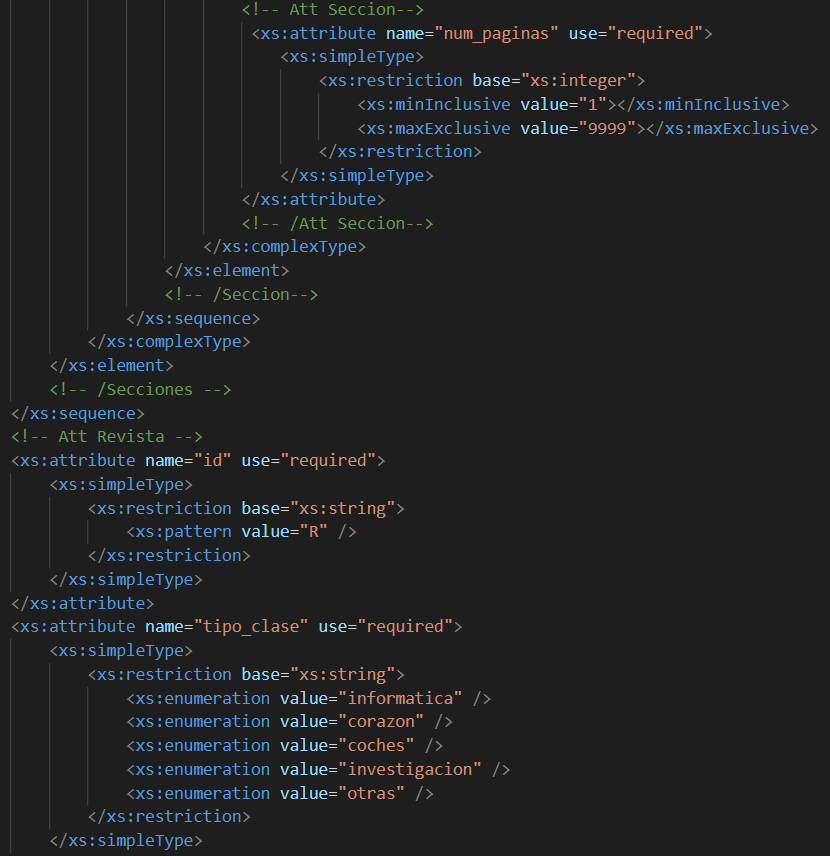 <!-- Att Seccion-->
<xs:attribute name="num_paginas" use="required">
<xs:simpleType>
<xs:restriction base="xs:integer">
<xs:minInclusive value="1"></xs:minInclusive>
<xs:maxExclusive value="9999"></xs:maxExclusive>
</xs:restriction>
</xs:simpleType>
</xs:attribute>
<!-- /Att Seccion-->
</xs:complexType>
</xs:element>
<!-- /Seccion-->
</xs:sequence>
</xs:complexType>
</xs:element>
<!-- /Secciones -->
</xs:sequence>
<!-- Att Revista -->
<xs:attribute name="id" use="required">
<xs:simpleType>
<xs:restriction base="xs:string">
<xs:pattern value="R" />
</xs:restriction>
</xs:simpleType>
</xs:attribute>
<xs:attribute name="tipo_clase" use="required">
<xs:simpleType>
<xs:restriction base="xs:string">
<xs:enumeration value="informatica" />
<xs:enumeration value="corazon" />
<xs:enumeration value="coches" />
<xs:enumeration value="investigacion" />
<xs:enumeration value="otras" />
</xs:restriction>
</xs:simpleType>